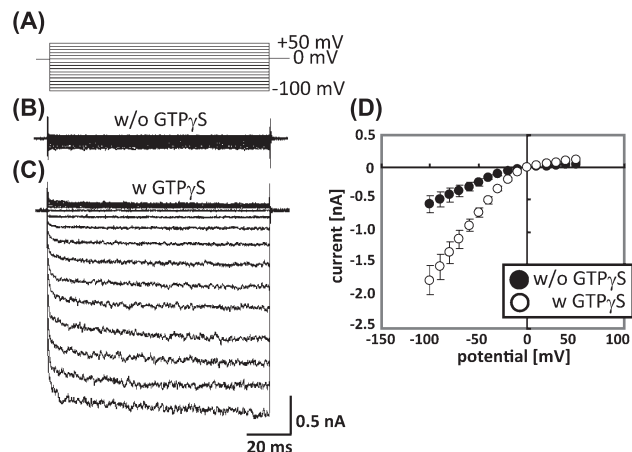 (A)
+50 mV
0 mV
-100 mV
(B)
w/o GTPγS
(C)
w GTPγS
0.5 nA
20 ms
(D)
0.5
0
-0.5
-1.0
-1.5
-2.0
-2.5
current [nA]
w/o GTPγS
w GTPγS
-150 -100 -50 0 50 100
potential [mV]